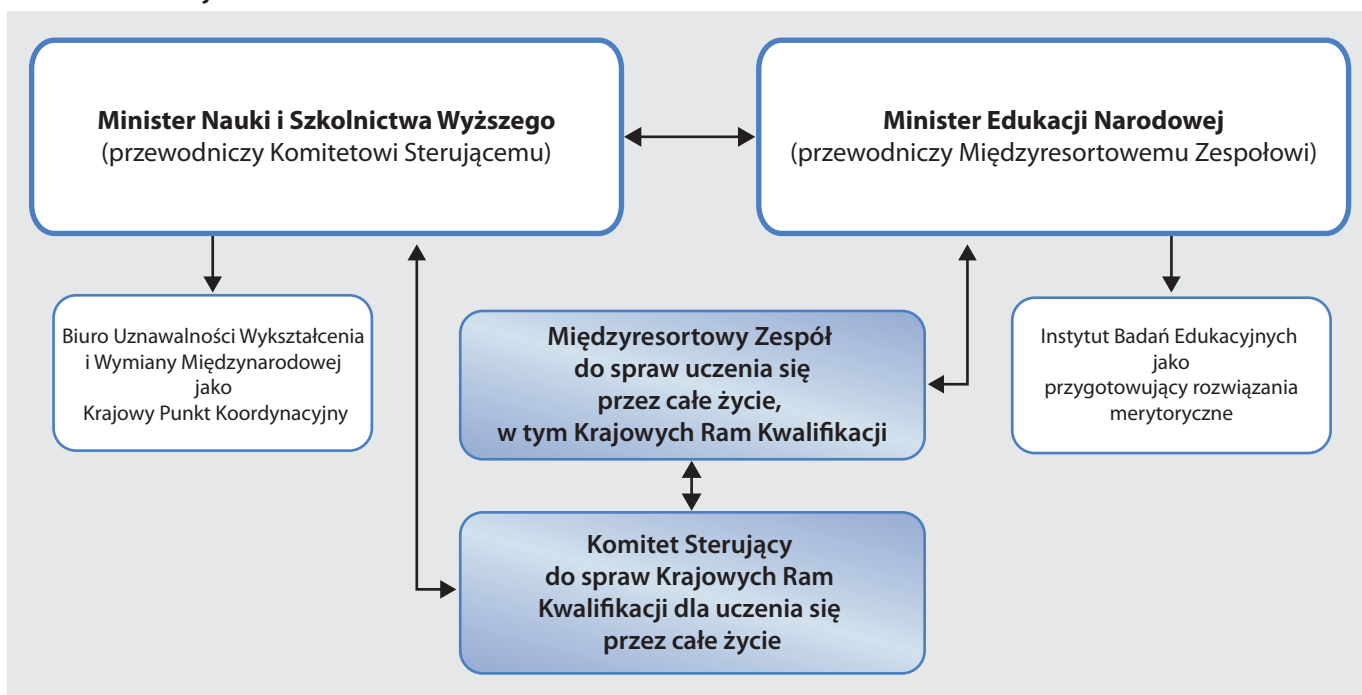 Minister Nauki i Szkolnictwa Wyższego
(przewodniczy Komitetowi Sterującemu)
Minister Edukacji Narodowej
(przewodniczy Międzyresortowemu Zespołowi)
Biuro Uznawalności Wykształcenia
i Wymiany Międzynarodowej
jako
Krajowy Punkt Koordynacyjny
Międzyresortowy Zespół
do spraw uczenia się
przez całe życie,
w tym Krajowych Ram Kwalifikacji
Instytut Badań Edukacyjnych
jako
przygotowujący rozwiązania
merytoryczne
Komitet Sterujący
do spraw Krajowych Ram
Kwalifikacji dla uczenia się
przez całe życie